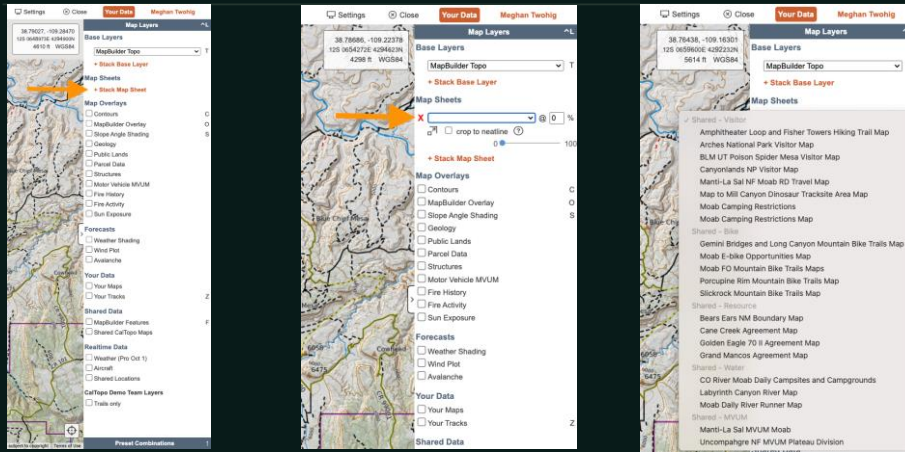 Settings Close Your Data Meghan Twohig
Map Layers ^L
38.79027, -109.28470
4610 ft WGS84
Base Layers
MapBuilder Topo T
+ Stack Base Layer
Map Sheets
+ Stack Map Sheet
Map Overlays
Contours C
MapBuilder Overlay O
Slope Angle Shading S
Geology
Public Lands
Parcel Data
Structures
Motor Vehicle MVUM
Fire History
Fire Activity
Sun Exposure
Forecasts
Weather Shading
Wind Plot
Avalanche
Your Data
Your Maps
Your Tracks Z
Shared Data
MapBuilder Features F
Shared CalTopo Maps
Realtime Data
Weather (Pro Oct 1)
Aircraft
Shared Locations
CalTopo Demo Team Layers
Trails only
Preset Combinations
Settings Close Your Data Meghan Twohig
Map Layers ^L
38.78686, -109.22378
12S 0654272E 4294623N
4298 ft WGS84
Base Layers
MapBuilder Topo T
+ Stack Base Layer
Map Sheets
X @ 0 %
crop to neatline ?
0 100
+ Stack Map Sheet
Map Overlays
Contours C
MapBuilder Overlay O
Slope Angle Shading S
Geology
Public Lands
Parcel Data
Structures
Motor Vehicle MVUM
Fire History
Fire Activity
Sun Exposure
Forecasts
Weather Shading
Wind Plot
Avalanche
Your Data
Your Maps
Your Tracks Z
Shared Data
6058
5475
Settings Close Your Data Meghan Twohig
Map Layers
38.76438, -109.16301
12S 0659600E 4292232N
5614 ft WGS84
Base Layers
MapBuilder Topo
+ Stack Base Layer
Map Sheets
✓ Shared - Visitor
Amphitheater Loop and Fisher Towers Hiking Trail Map
Arches National Park Visitor Map
BLM UT Poison Spider Mesa Visitor Map
Canyonlands NP Visitor Map
Manti-La Sal NF Moab RD Travel Map
Map to Mill Canyon Dinosaur Tracksite Area Map
Moab Camping Restrictions
Moab Camping Restrictions Map
Shared - Bike
Gemini Bridges and Long Canyon Mountain Bike Trails Map
Moab E-bike Opportunities Map
Moab FO Mountain Bike Trails Maps
Porcupine Rim Mountain Bike Trails Map
Slickrock Mountain Bike Trails Map
Shared - Resource
Bears Ears NM Boundary Map
Cane Creek Agreement Map
Golden Eagle 70 II Agreement Map
Grand Mancos Agreement Map
Shared - Water
CO River Moab Daily Campsites and Campgrounds
Labyrinth Canyon River Map
Moab Daily River Runner Map
Shared - MVUM
Manti-La Sal MVUM Moab
Uncompahgre NF MVUM Plateau Division